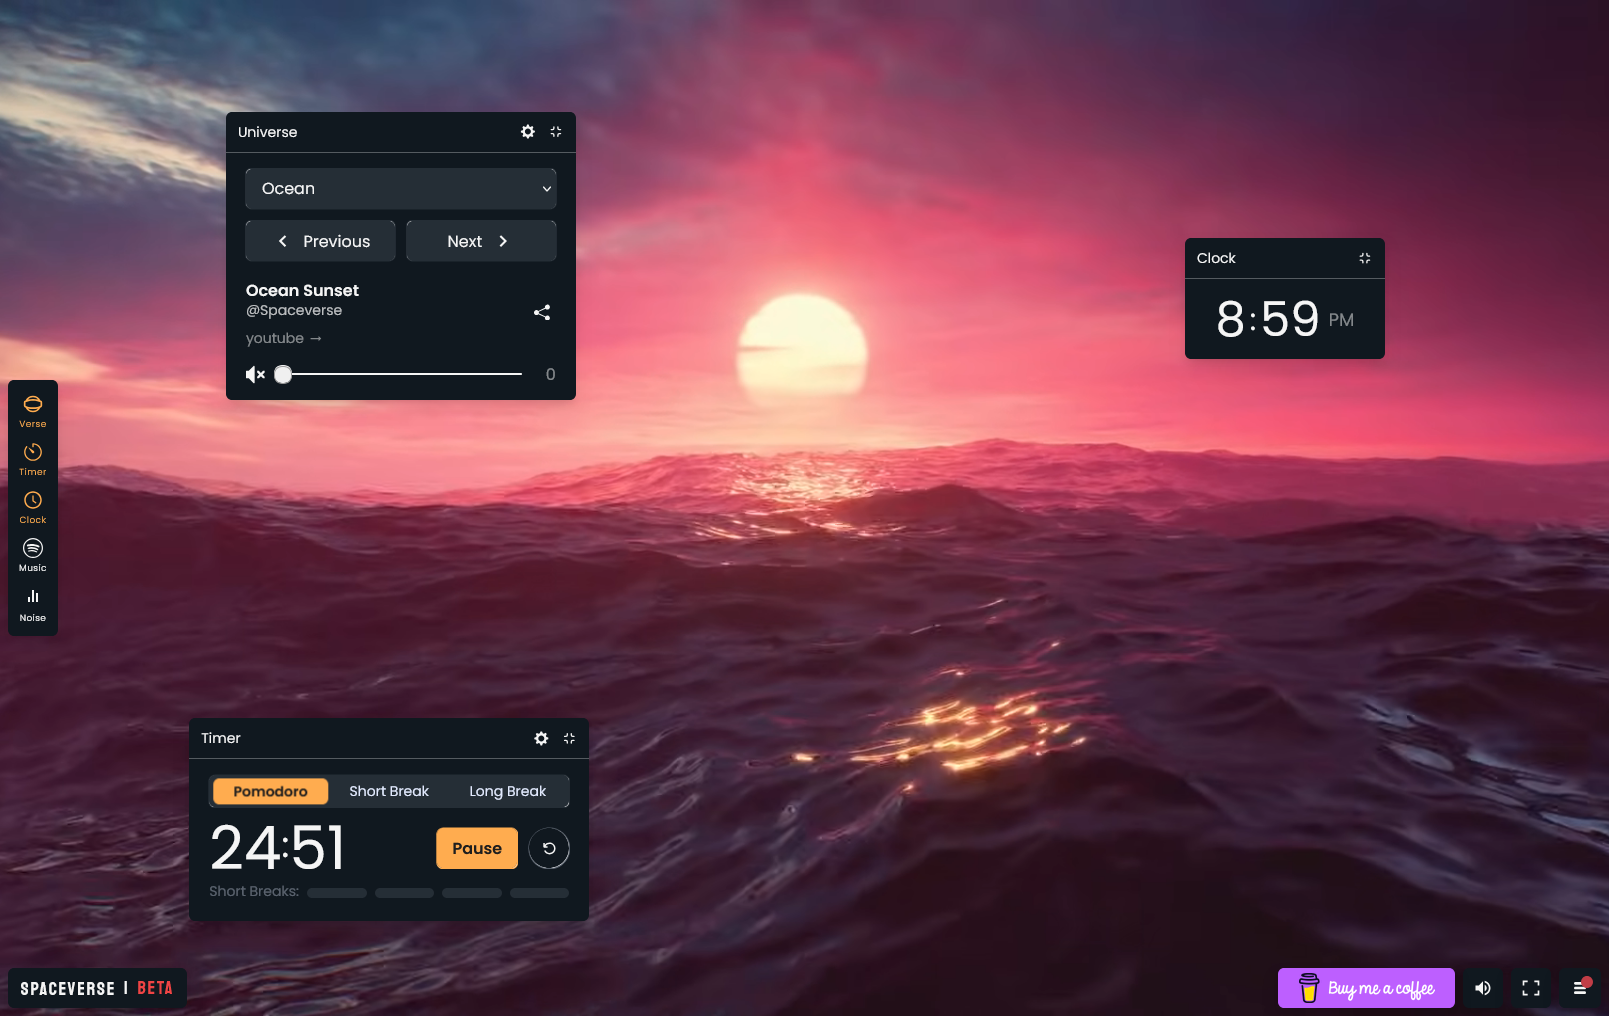 Universe
Ocean
Previous
Next
Ocean Sunset
@Spaceverse
youtube →
0
Clock
8:59 PM
Verse
Timer
Clock
Music
Noise
Timer
Pomodoro
Short Break
Long Break
24:51
Pause
Short Breaks:
SPACEVERSE | BETA
Buy me a coffee